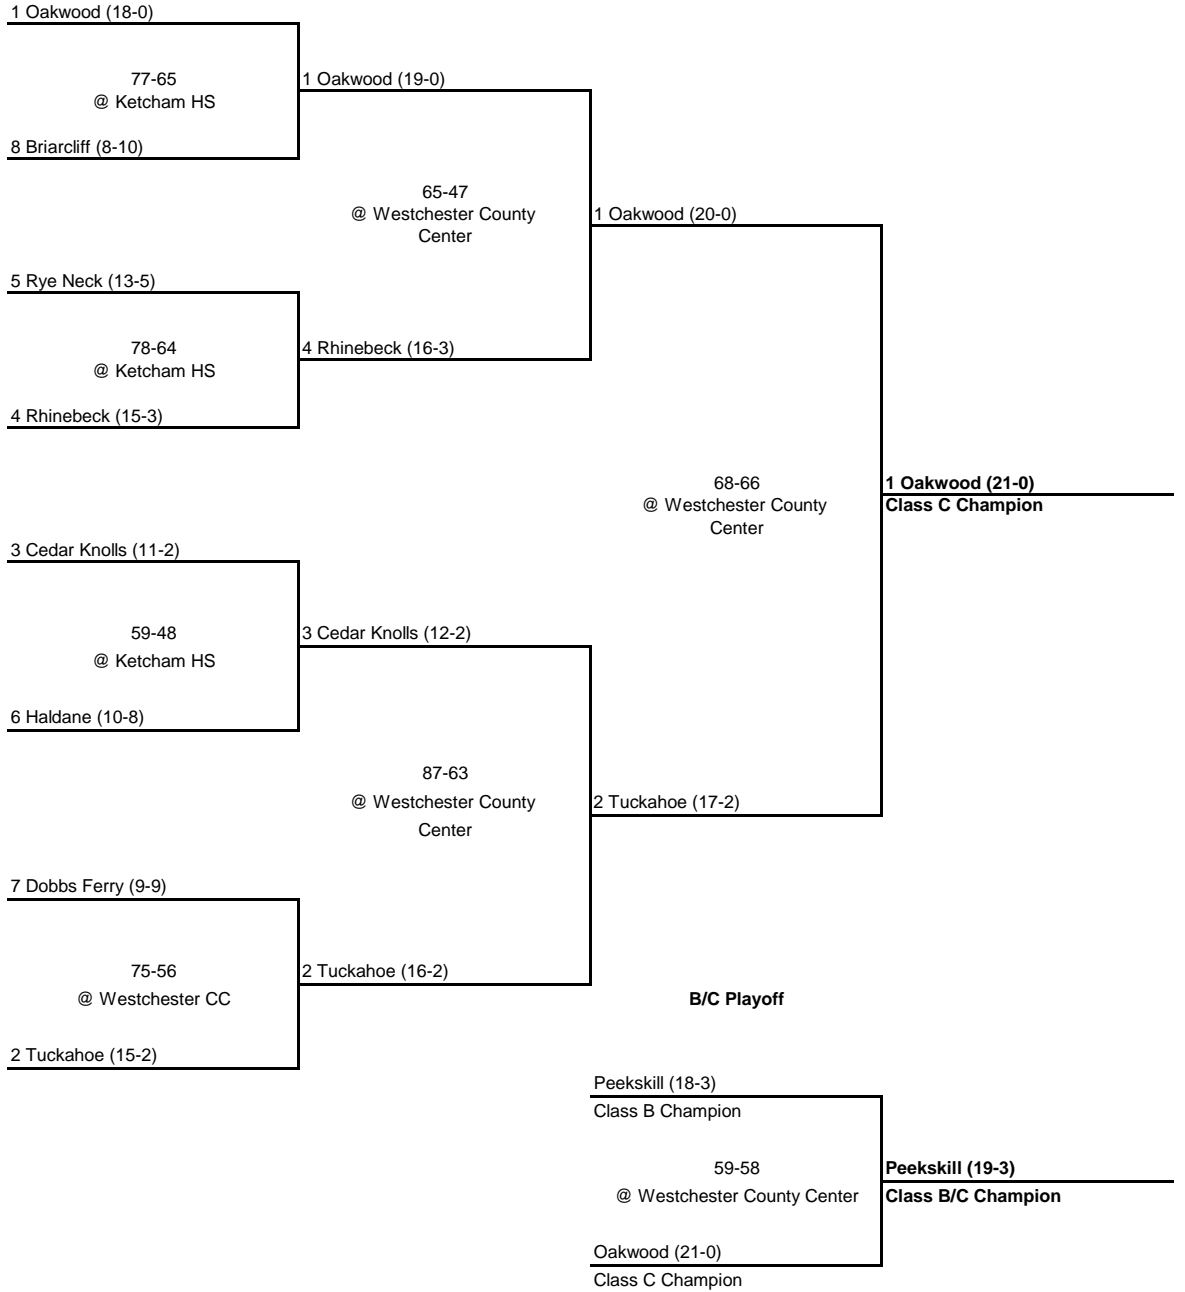 1 Oakwood (18-0)
77-65
@ Ketcham HS
1 Oakwood (19-0)
8 Briarcliff (8-10)
65-47
@ Westchester County
Center
1 Oakwood (20-0)
5 Rye Neck (13-5)
78-64
@ Ketcham HS
4 Rhinebeck (16-3)
4 Rhinebeck (15-3)
68-66
@ Westchester County
Center
1 Oakwood (21-0)
Class C Champion
3 Cedar Knolls (11-2)
59-48
@ Ketcham HS
3 Cedar Knolls (12-2)
6 Haldane (10-8)
87-63
@ Westchester County
Center
2 Tuckahoe (17-2)
7 Dobbs Ferry (9-9)
75-56
@ Westchester CC
2 Tuckahoe (16-2)
2 Tuckahoe (15-2)
B/C Playoff
Peekskill (18-3)
Class B Champion
59-58
@ Westchester County Center
Peekskill (19-3)
Class B/C Champion
Oakwood (21-0)
Class C Champion